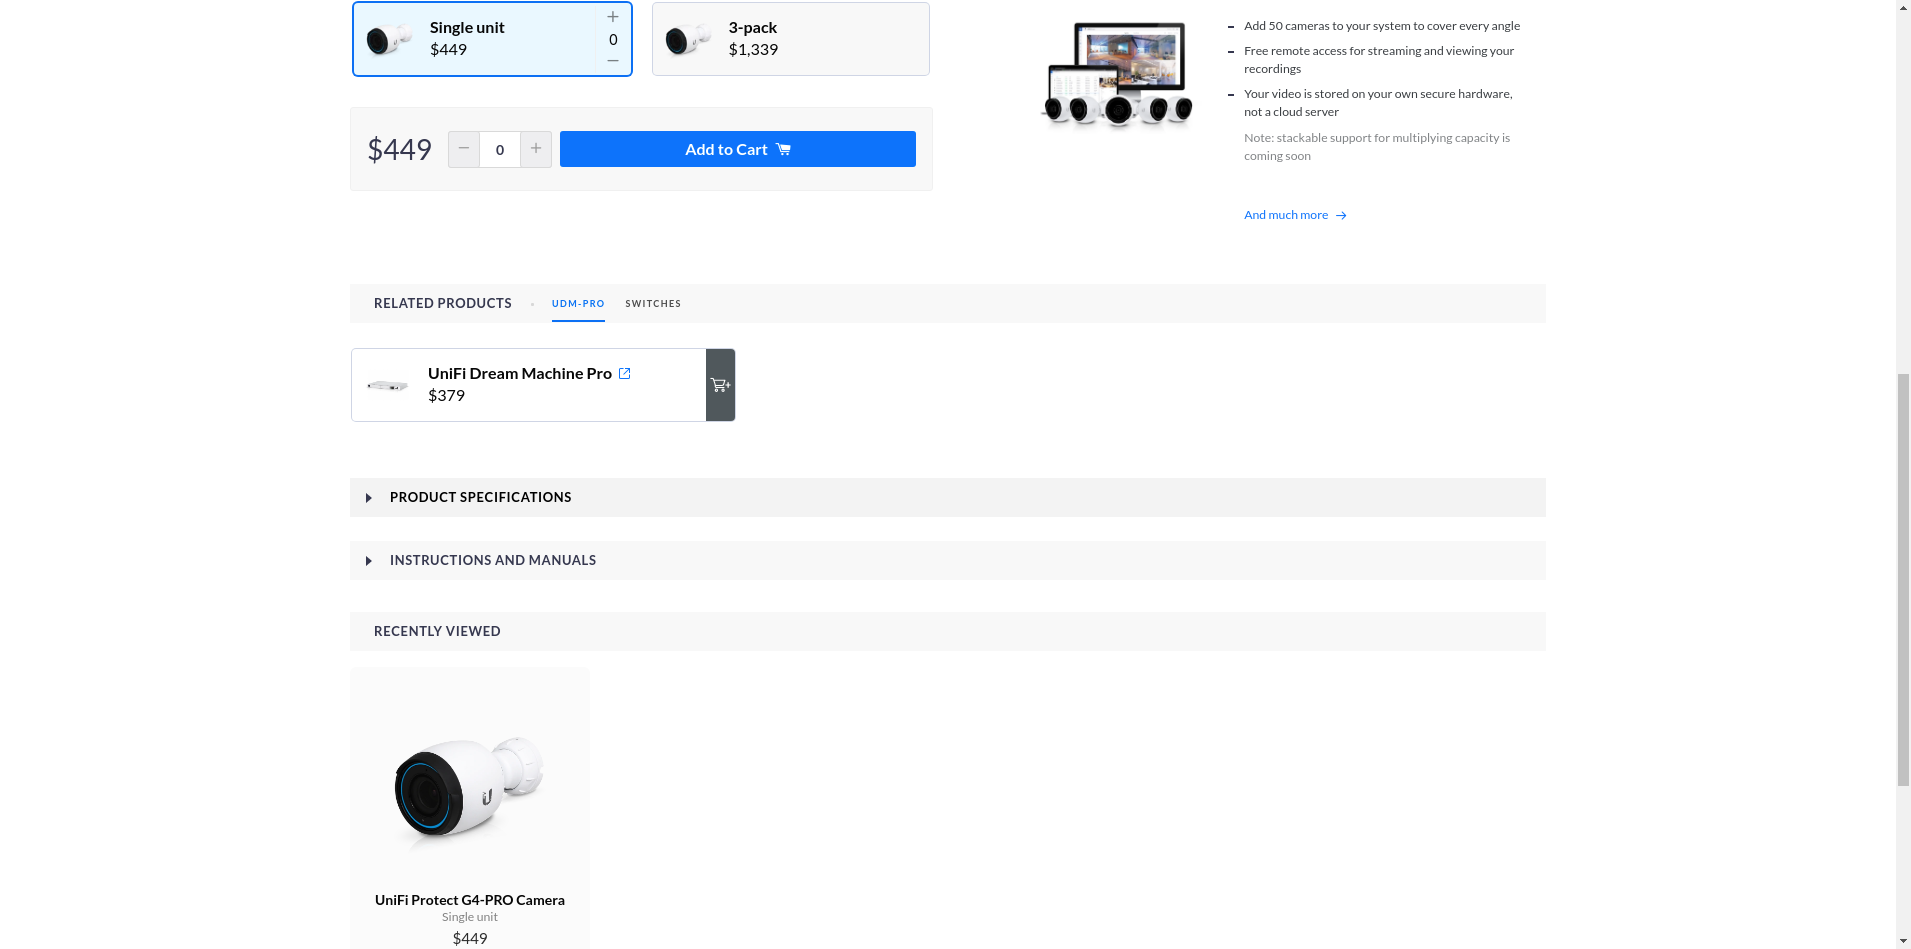 Single unit
$449
0
3-pack
$1,339
$449
0
Add to Cart
Add 50 cameras to your system to cover every angle
Free remote access for streaming and viewing your
recordings
Your video is stored on your own secure hardware,
not a cloud server
Note: stackable support for multiplying capacity is
coming soon
And much more
RELATED PRODUCTS
UDM-PRO
SWITCHES
UniFi Dream Machine Pro
$379
PRODUCT SPECIFICATIONS
INSTRUCTIONS AND MANUALS
RECENTLY VIEWED
UniFi Protect G4-PRO Camera
Single unit
$449